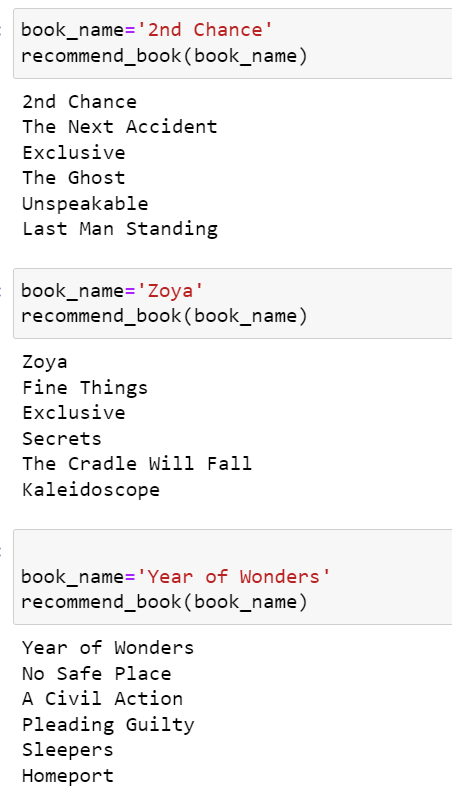 book_name='2nd Chance'
recommend_book(book_name)
2nd Chance
The Next Accident
Exclusive
The Ghost
Unspeakable
Last Man Standing
book_name='Zoya'
recommend_book(book_name)
Zoya
Fine Things
Exclusive
Secrets
The Cradle Will Fall
Kaleidoscope
book_name='Year of Wonders'
recommend_book(book_name)
Year of Wonders
No Safe Place
A Civil Action
Pleading Guilty
Sleepers
Homeport